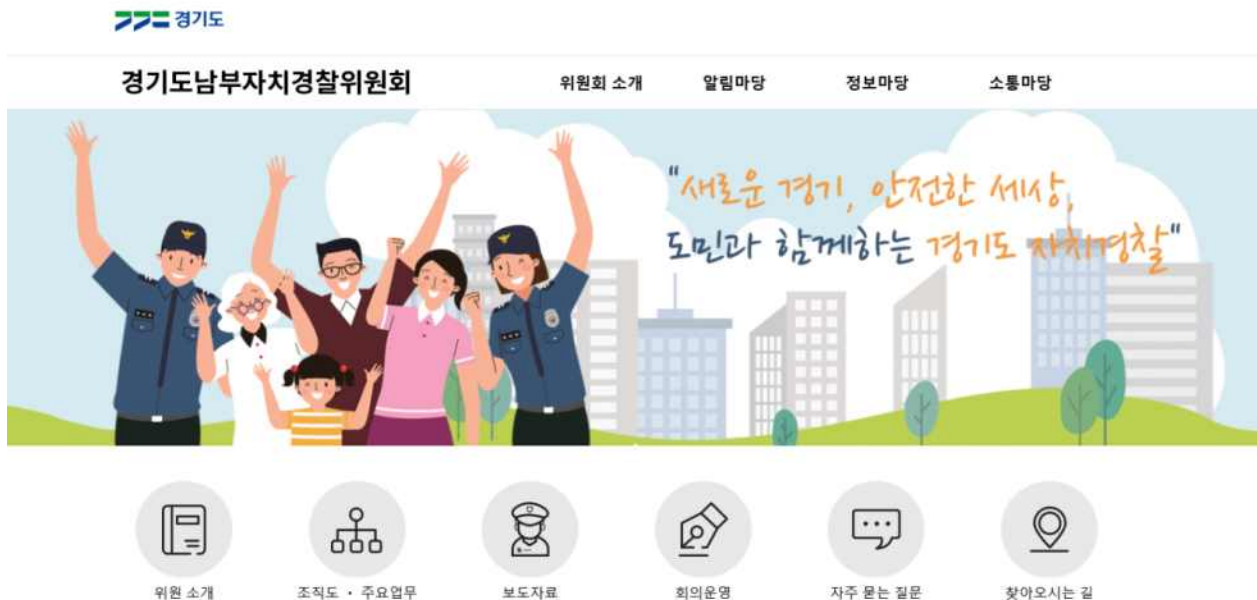 경기도
경기도남부자치경찰위원회
위원회 소개 알림마당 정보마당 소통마당
"새로운 경기, 안전한 세상,
도민과 함께하는 경기도 자치경찰"
위원 소개 조직도 · 주요업무 보도자료 회의운영 자주 묻는 질문 찾아오시는 길